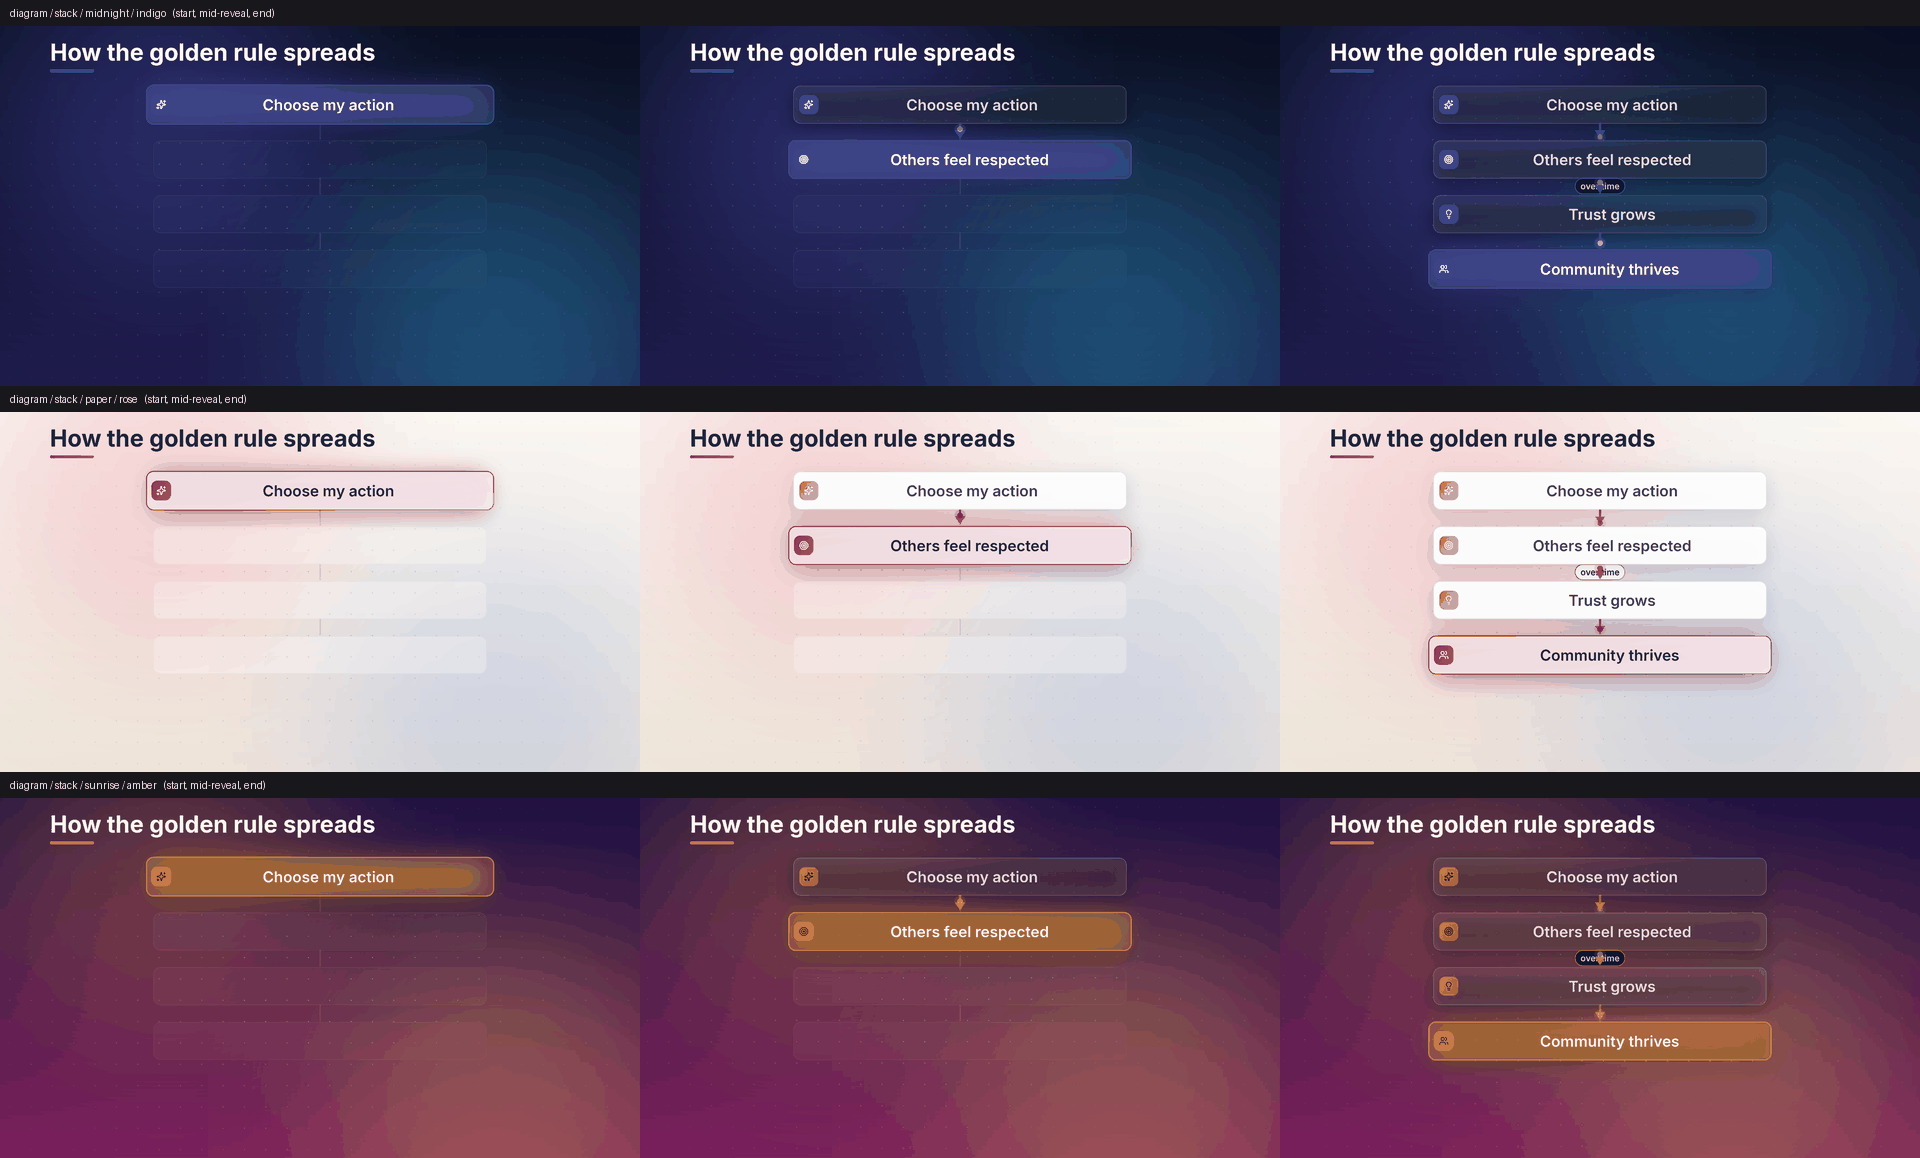 diagram / stack / midnight / indigo (start, mid-reveal, end)
How the golden rule spreads
Choose my action
How the golden rule spreads
Choose my action
Others feel respected
How the golden rule spreads
Choose my action
Others feel respected
Trust grows
Community thrives
diagram / stack / paper / rose (start, mid-reveal, end)
How the golden rule spreads
Choose my action
How the golden rule spreads
Choose my action
Others feel respected
How the golden rule spreads
Choose my action
Others feel respected
Trust grows
Community thrives
diagram / stack / sunrise / amber (start, mid-reveal, end)
How the golden rule spreads
Choose my action
How the golden rule spreads
Choose my action
Others feel respected
How the golden rule spreads
Choose my action
Others feel respected
Trust grows
Community thrives